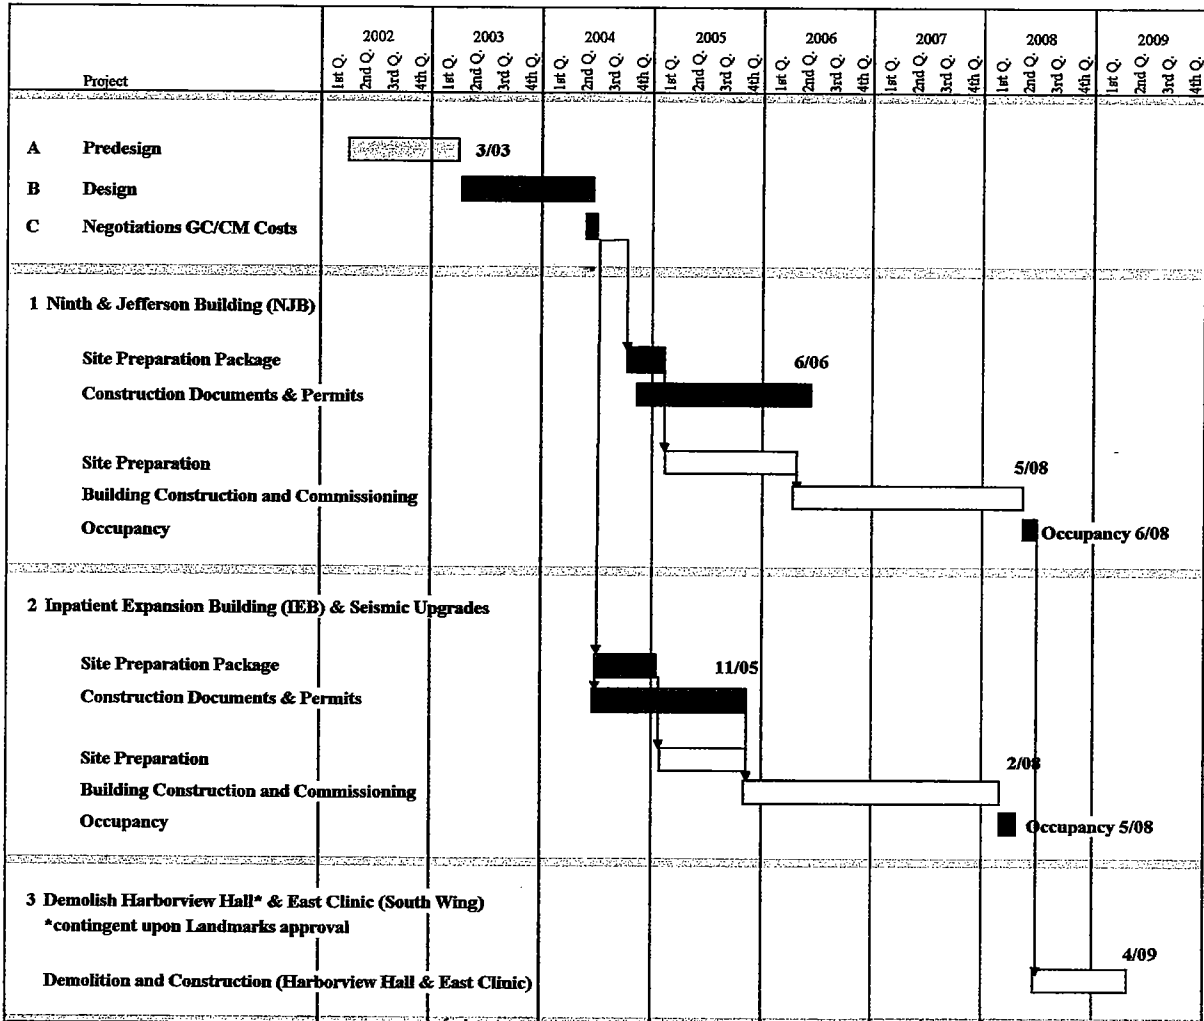 2002 2003 2004 2005 2006 2007 2008 2009
1st Q. 2nd Q. 3rd Q. 4th Q. 1st Q. 2nd Q. 3rd Q. 4th Q. 1st Q. 2nd Q. 3rd Q. 4th Q. 1st Q. 2nd Q. 3rd Q. 4th Q. 1st Q. 2nd Q. 3rd Q. 4th Q. 1st Q. 2nd Q. 3rd Q. 4th Q. 1st Q. 2nd Q. 3rd Q. 4th Q. 1st Q. 2nd Q. 3rd Q. 4th Q.
Project
A Predesign 3/03
B Design
C Negotiations GC/CM Costs
1 Ninth & Jefferson Building (NJB)
Site Preparation Package 6/06
Construction Documents & Permits
Site Preparation 5/08
Building Construction and Commissioning
Occupancy Occupancy 6/08
2 Inpatient Expansion Building (IEB) & Seismic Upgrades
Site Preparation Package 11/05
Construction Documents & Permits
Site Preparation 2/08
Building Construction and Commissioning
Occupancy Occupancy 5/08
3 Demolish Harborview Hall* & East Clinic (South Wing)
*contingent upon Landmarks approval
4/09
Demolition and Construction (Harborview Hall & East Clinic)